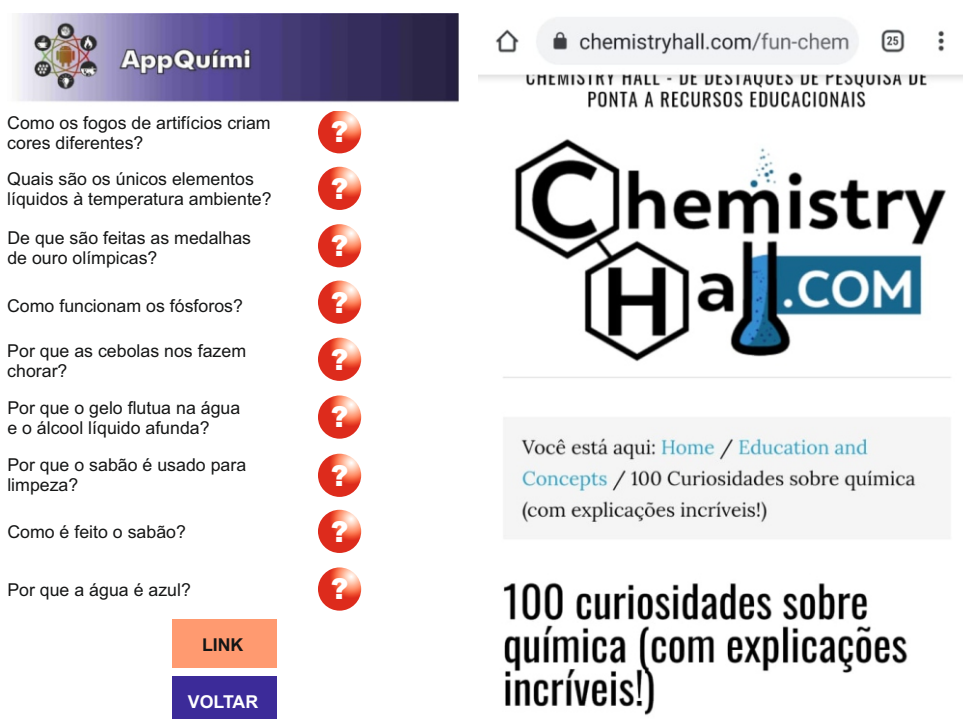 AppQuími
Como os fogos de artifícios criam
cores diferentes?
?
Quais são os únicos elementos
líquidos à temperatura ambiente?
?
De que são feitas as medalhas
de ouro olímpicas?
?
Como funcionam os fósforos?
?
Por que as cebolas nos fazem
chorar?
?
Por que o gelo flutua na água
e o álcool líquido afunda?
?
Por que o sabão é usado para
limpeza?
?
Como é feito o sabão?
?
Por que a água é azul?
?
LINK
VOLTAR
chemistryhall.com/fun-chem
25
CHEMISTRY HALL - DE DESTAQUES DE PESQUISA DE
PONTA A RECURSOS EDUCACIONAIS
Chemistry
Hall.COM
Você está aqui: Home / Education and
Concepts / 100 Curiosidades sobre química
(com explicações incríveis!)
100 curiosidades sobre
química (com explicações
incríveis!)